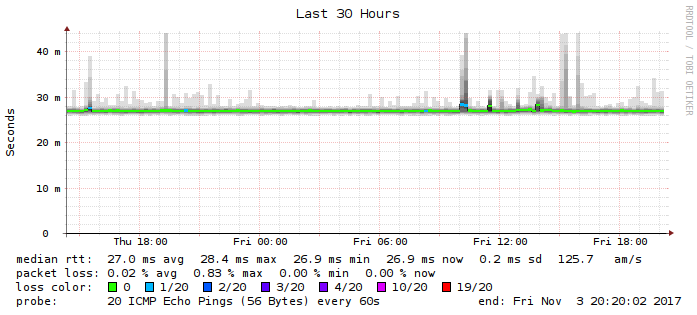 Last 30 Hours
RRDTOOL / TOBI OETIKER
Seconds
40 m
30 m
20 m
10 m
0
Thu 18:00 Fri 00:00 Fri 06:00 Fri 12:00 Fri 18:00
median rtt: 27.0 ms avg 28.4 ms max 26.9 ms min 26.9 ms now 0.2 ms sd 125.7 am/s
packet loss: 0.02 % avg 0.83 % max 0.00 % min 0.00 % now
loss color: 0 1/20 2/20 3/20 4/20 10/20 19/20
probe: 20 ICMP Echo Pings (56 Bytes) every 60s end: Fri Nov 3 20:20:02 2017